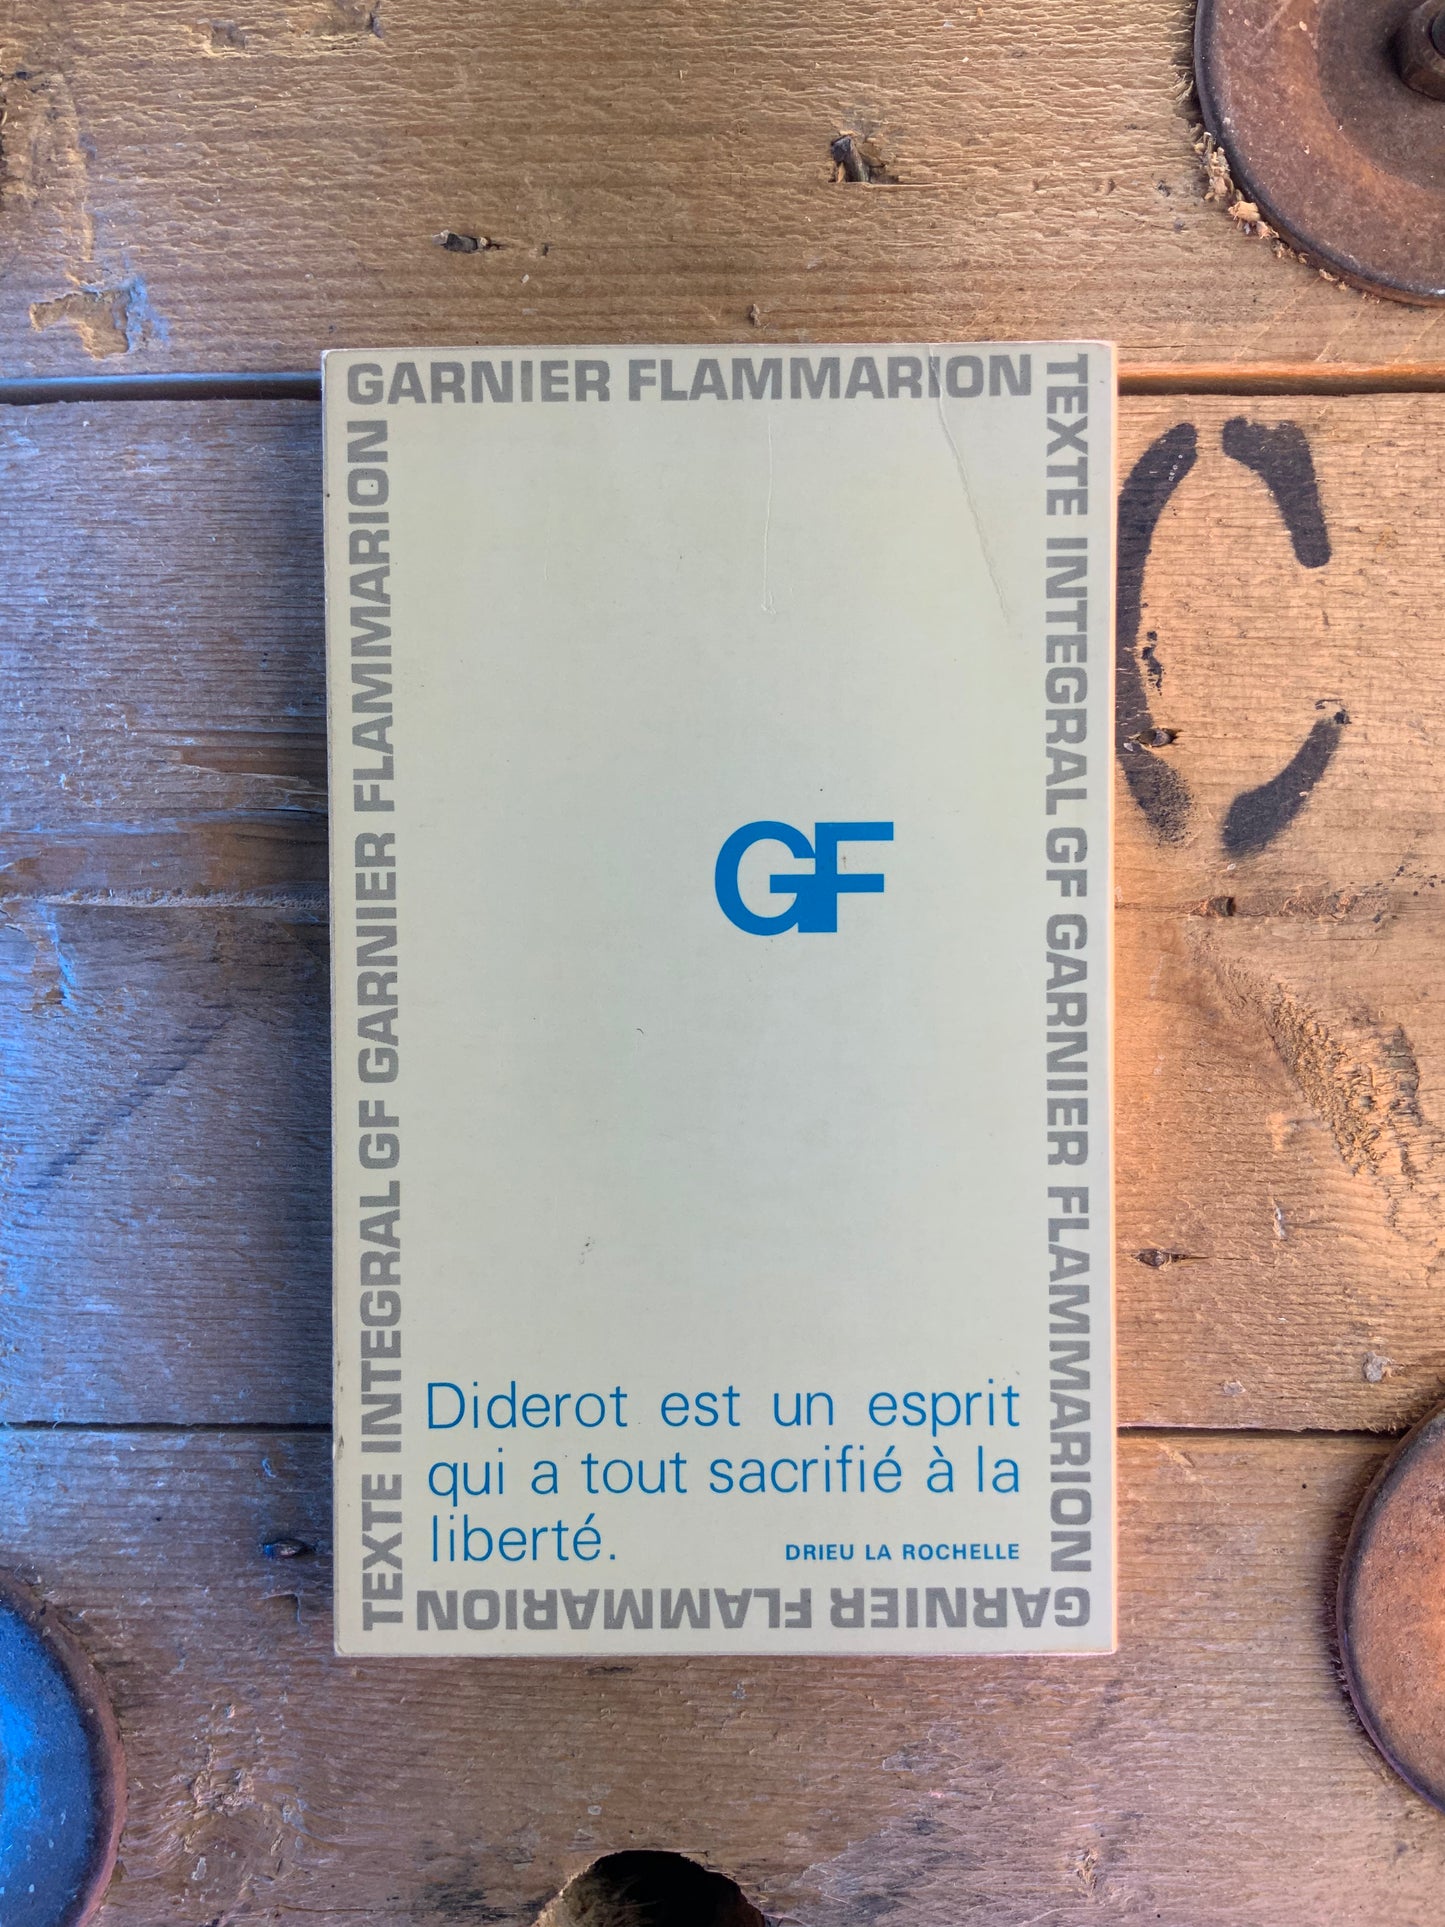 GARNIER FLAMMARION
TEXTE INTEGRAL GF GARNIER FLAMMARION
GARNIER FLAMMARION
TEXTE INTEGRAL GF GARNIER FLAMMARION
GF
Diderot est un esprit
qui a tout sacrifié à la
liberté.
DRIEU LA ROCHELLE